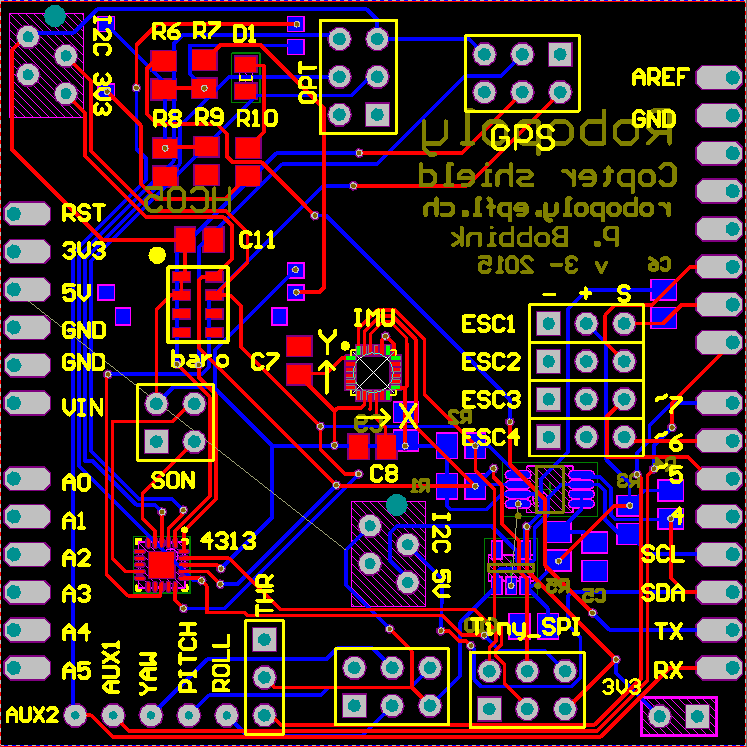 I2C 3V3
R6 R7 D1
OPT
R8 R9 R10
GPS
AREF
GND
Robopoly
Copter shield
robopoly.epfl.ch
P. Bobbink
v 3- 2015
HC05
RST
3V3
5V
GND
GND
VIN
C11
baro
C7
IMU
Y
X
C9
C8
C6
- + S
ESC1
ESC2
ESC3
ESC4
R2
R1
R3
~7
~6
~5
4
SCL
SDA
TX
RX
SON
4313
A0
A1
A2
A3
A4
A5
I2C 5V
R5
C5
Tiny_SPI
3V3
THR
ROLL
PITCH
YAW
AUX1
AUX2